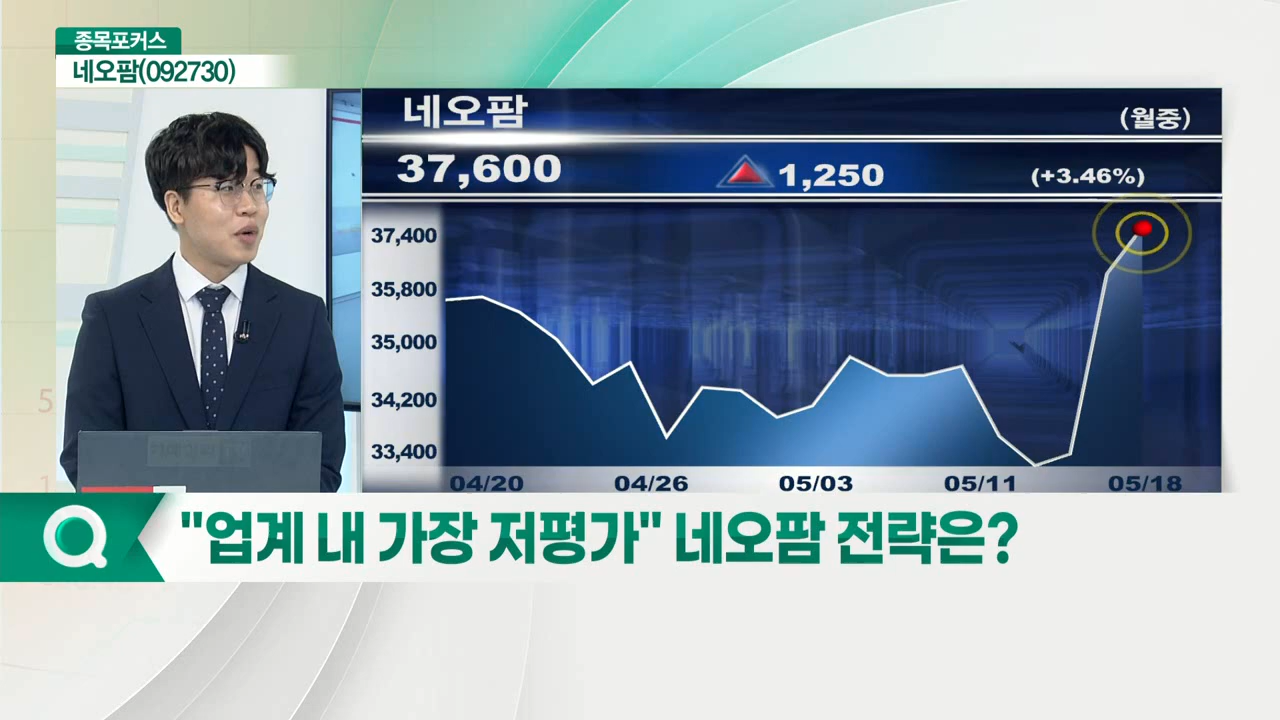 종목포커스
네오팜(092730)
네오팜 (월중)
37,600 1,250 (+3.46%)
37,400
35,800
35,000
34,200
33,400
04/20 04/26 05/03 05/11 05/18
"업계 내 가장 저평가" 네오팜 전략은?
5
1